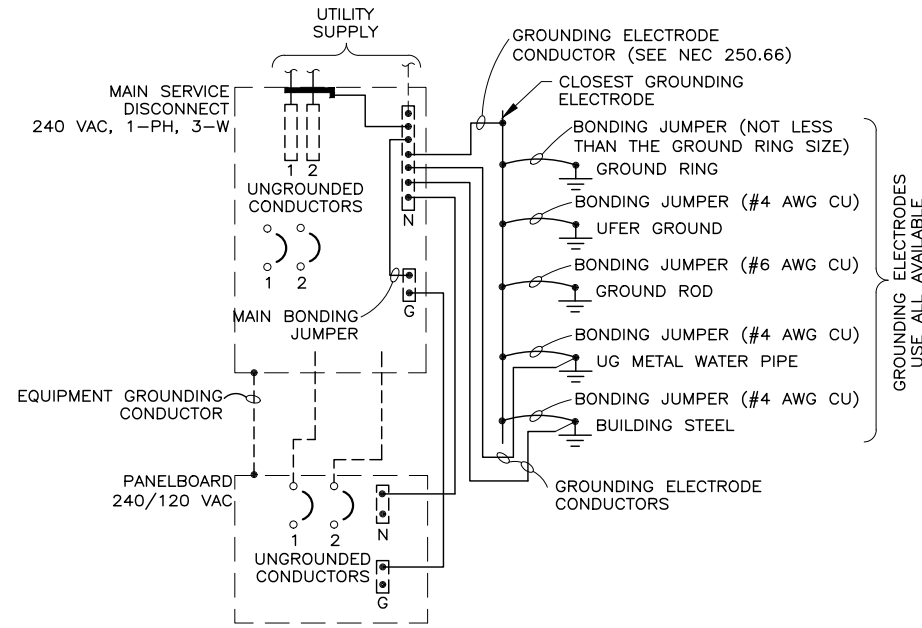 UTILITY
SUPPLY
GROUNDING ELECTRODE
CONDUCTOR (SEE NEC 250.66)
MAIN SERVICE
DISCONNECT
240 VAC, 1-PH, 3-W
CLOSEST GROUNDING
ELECTRODE
BONDING JUMPER (NOT LESS
THAN THE GROUND RING SIZE)
GROUND RING
1 2
UNGROUNDED
CONDUCTORS
N
BONDING JUMPER (#4 AWG CU)
UFER GROUND
1 2
BONDING JUMPER (#6 AWG CU)
GROUND ROD
G
MAIN BONDING
JUMPER
BONDING JUMPER (#4 AWG CU)
UG METAL WATER PIPE
EQUIPMENT GROUNDING
CONDUCTOR
BONDING JUMPER (#4 AWG CU)
BUILDING STEEL
GROUNDING ELECTRODES
USE ALL AVAILABLE
PANELBOARD
240/120 VAC
GROUNDING ELECTRODE
CONDUCTORS
1 2
N
UNGROUNDED
CONDUCTORS
G